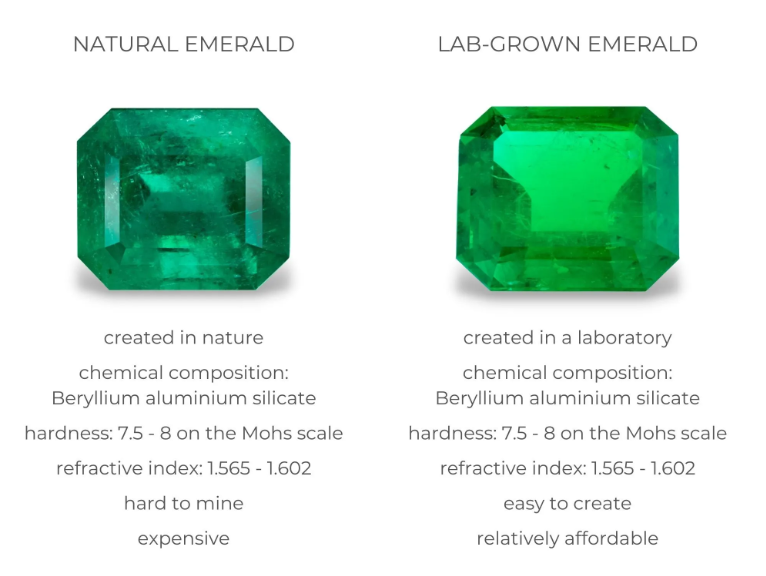 NATURAL EMERALD
created in nature
chemical composition:
Beryllium aluminium silicate
hardness: 7.5 - 8 on the Mohs scale
refractive index: 1.565 - 1.602
hard to mine
expensive
LAB-GROWN EMERALD
created in a laboratory
chemical composition:
Beryllium aluminium silicate
hardness: 7.5 - 8 on the Mohs scale
refractive index: 1.565 - 1.602
easy to create
relatively affordable